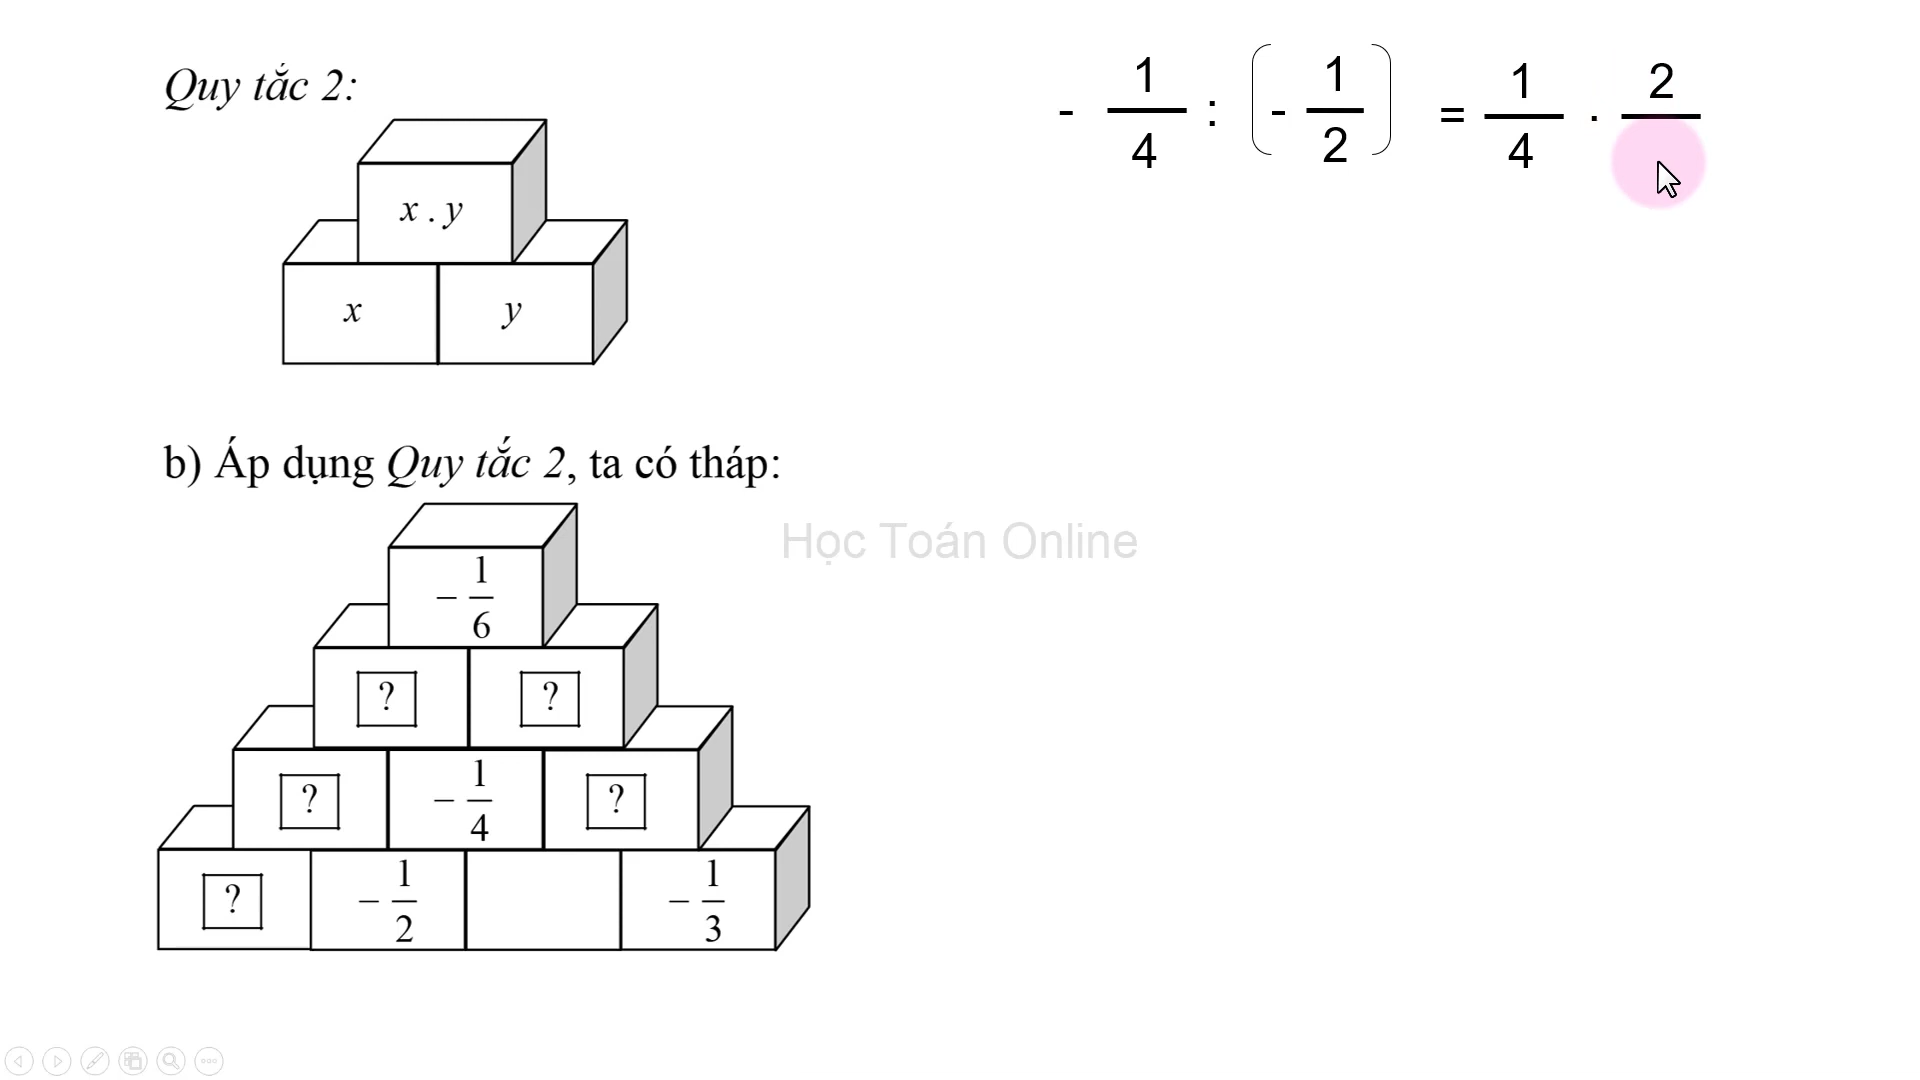 Quy tắc 2:
x . y
x y
- 1/4 : (- 1/2) = 1/4 . 2
b) Áp dụng Quy tắc 2, ta có tháp:
Học Toán Online
- 1/6
? ?
? - 1/4 ?
? - 1/2 - 1/3